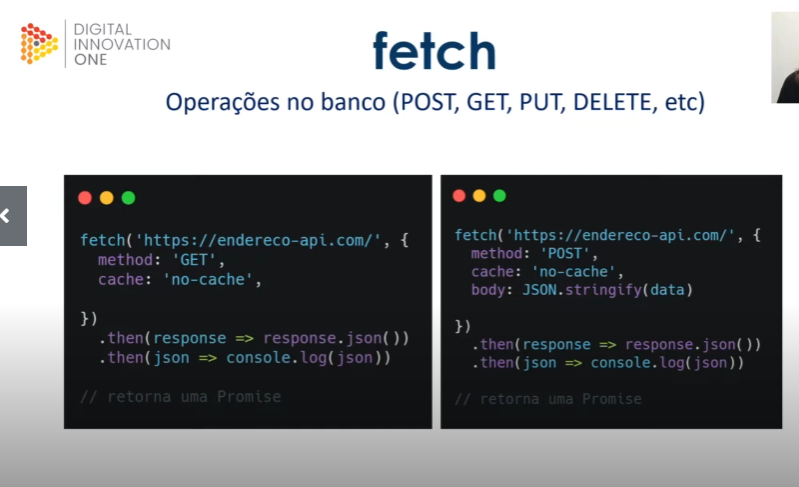 DIGITAL
INNOVATION
ONE
fetch
Operações no banco (POST, GET, PUT, DELETE, etc)
fetch('https://endereco-api.com/', {
  method: 'GET',
  cache: 'no-cache',
})
  .then(response => response.json())
  .then(json => console.log(json))
// retorna uma Promise
fetch('https://endereco-api.com/', {
  method: 'POST',
  cache: 'no-cache',
  body: JSON.stringify(data)
})
  .then(response => response.json())
  .then(json => console.log(json))
// retorna uma Promise